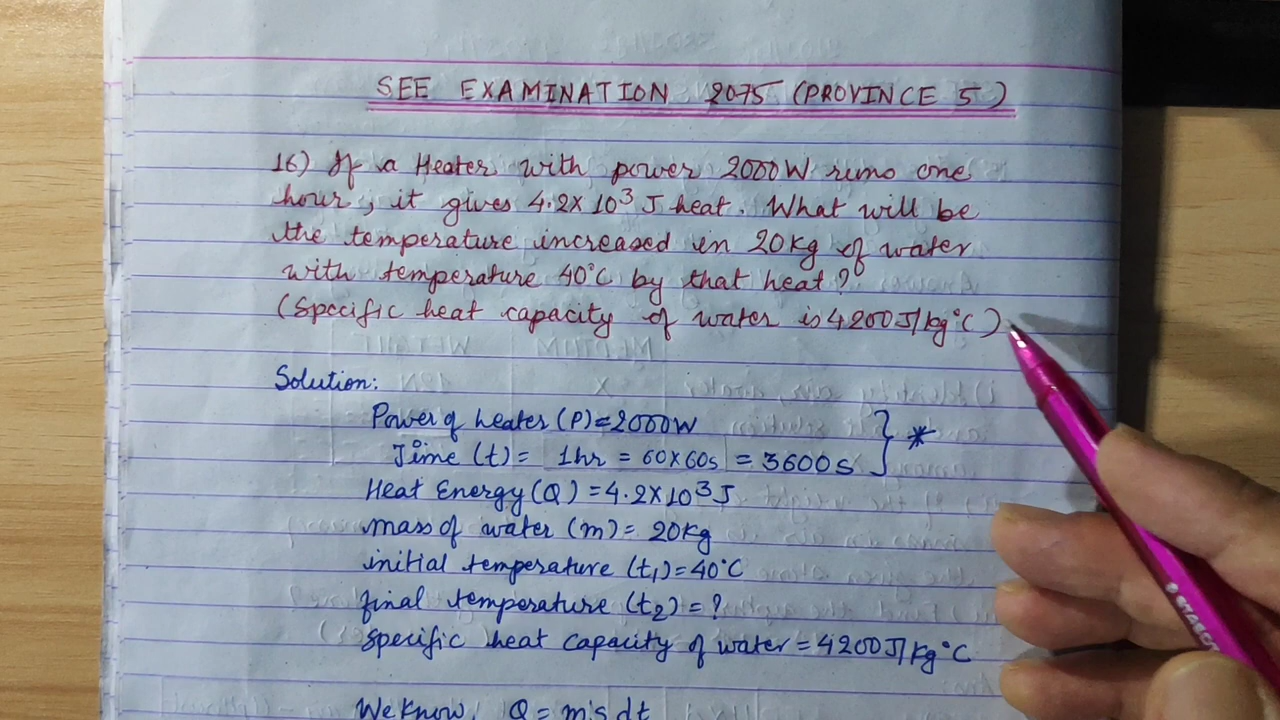 SEE EXAMINATION 2075 (PROVINCE 5)
16) If a Heater with power 2000W runs one
hour, it gives 4.2X10³ J heat. What will be
the temperature increased in 20Kg of water
with temperature 40°C by that heat?
(Specific heat capacity of water is 4200J/kg°C)
Solution:
Power of heater (P)=2000W
Time (t)= 1hr = 60X60s = 3600s } *
Heat Energy(Q)=4.2X10³J
mass of water (m)= 20Kg
initial temperature (t₁)=40°C
final temperature (t₂)=?
specific heat capacity of water=4200J/Kg°C
We know, Q = m's dt